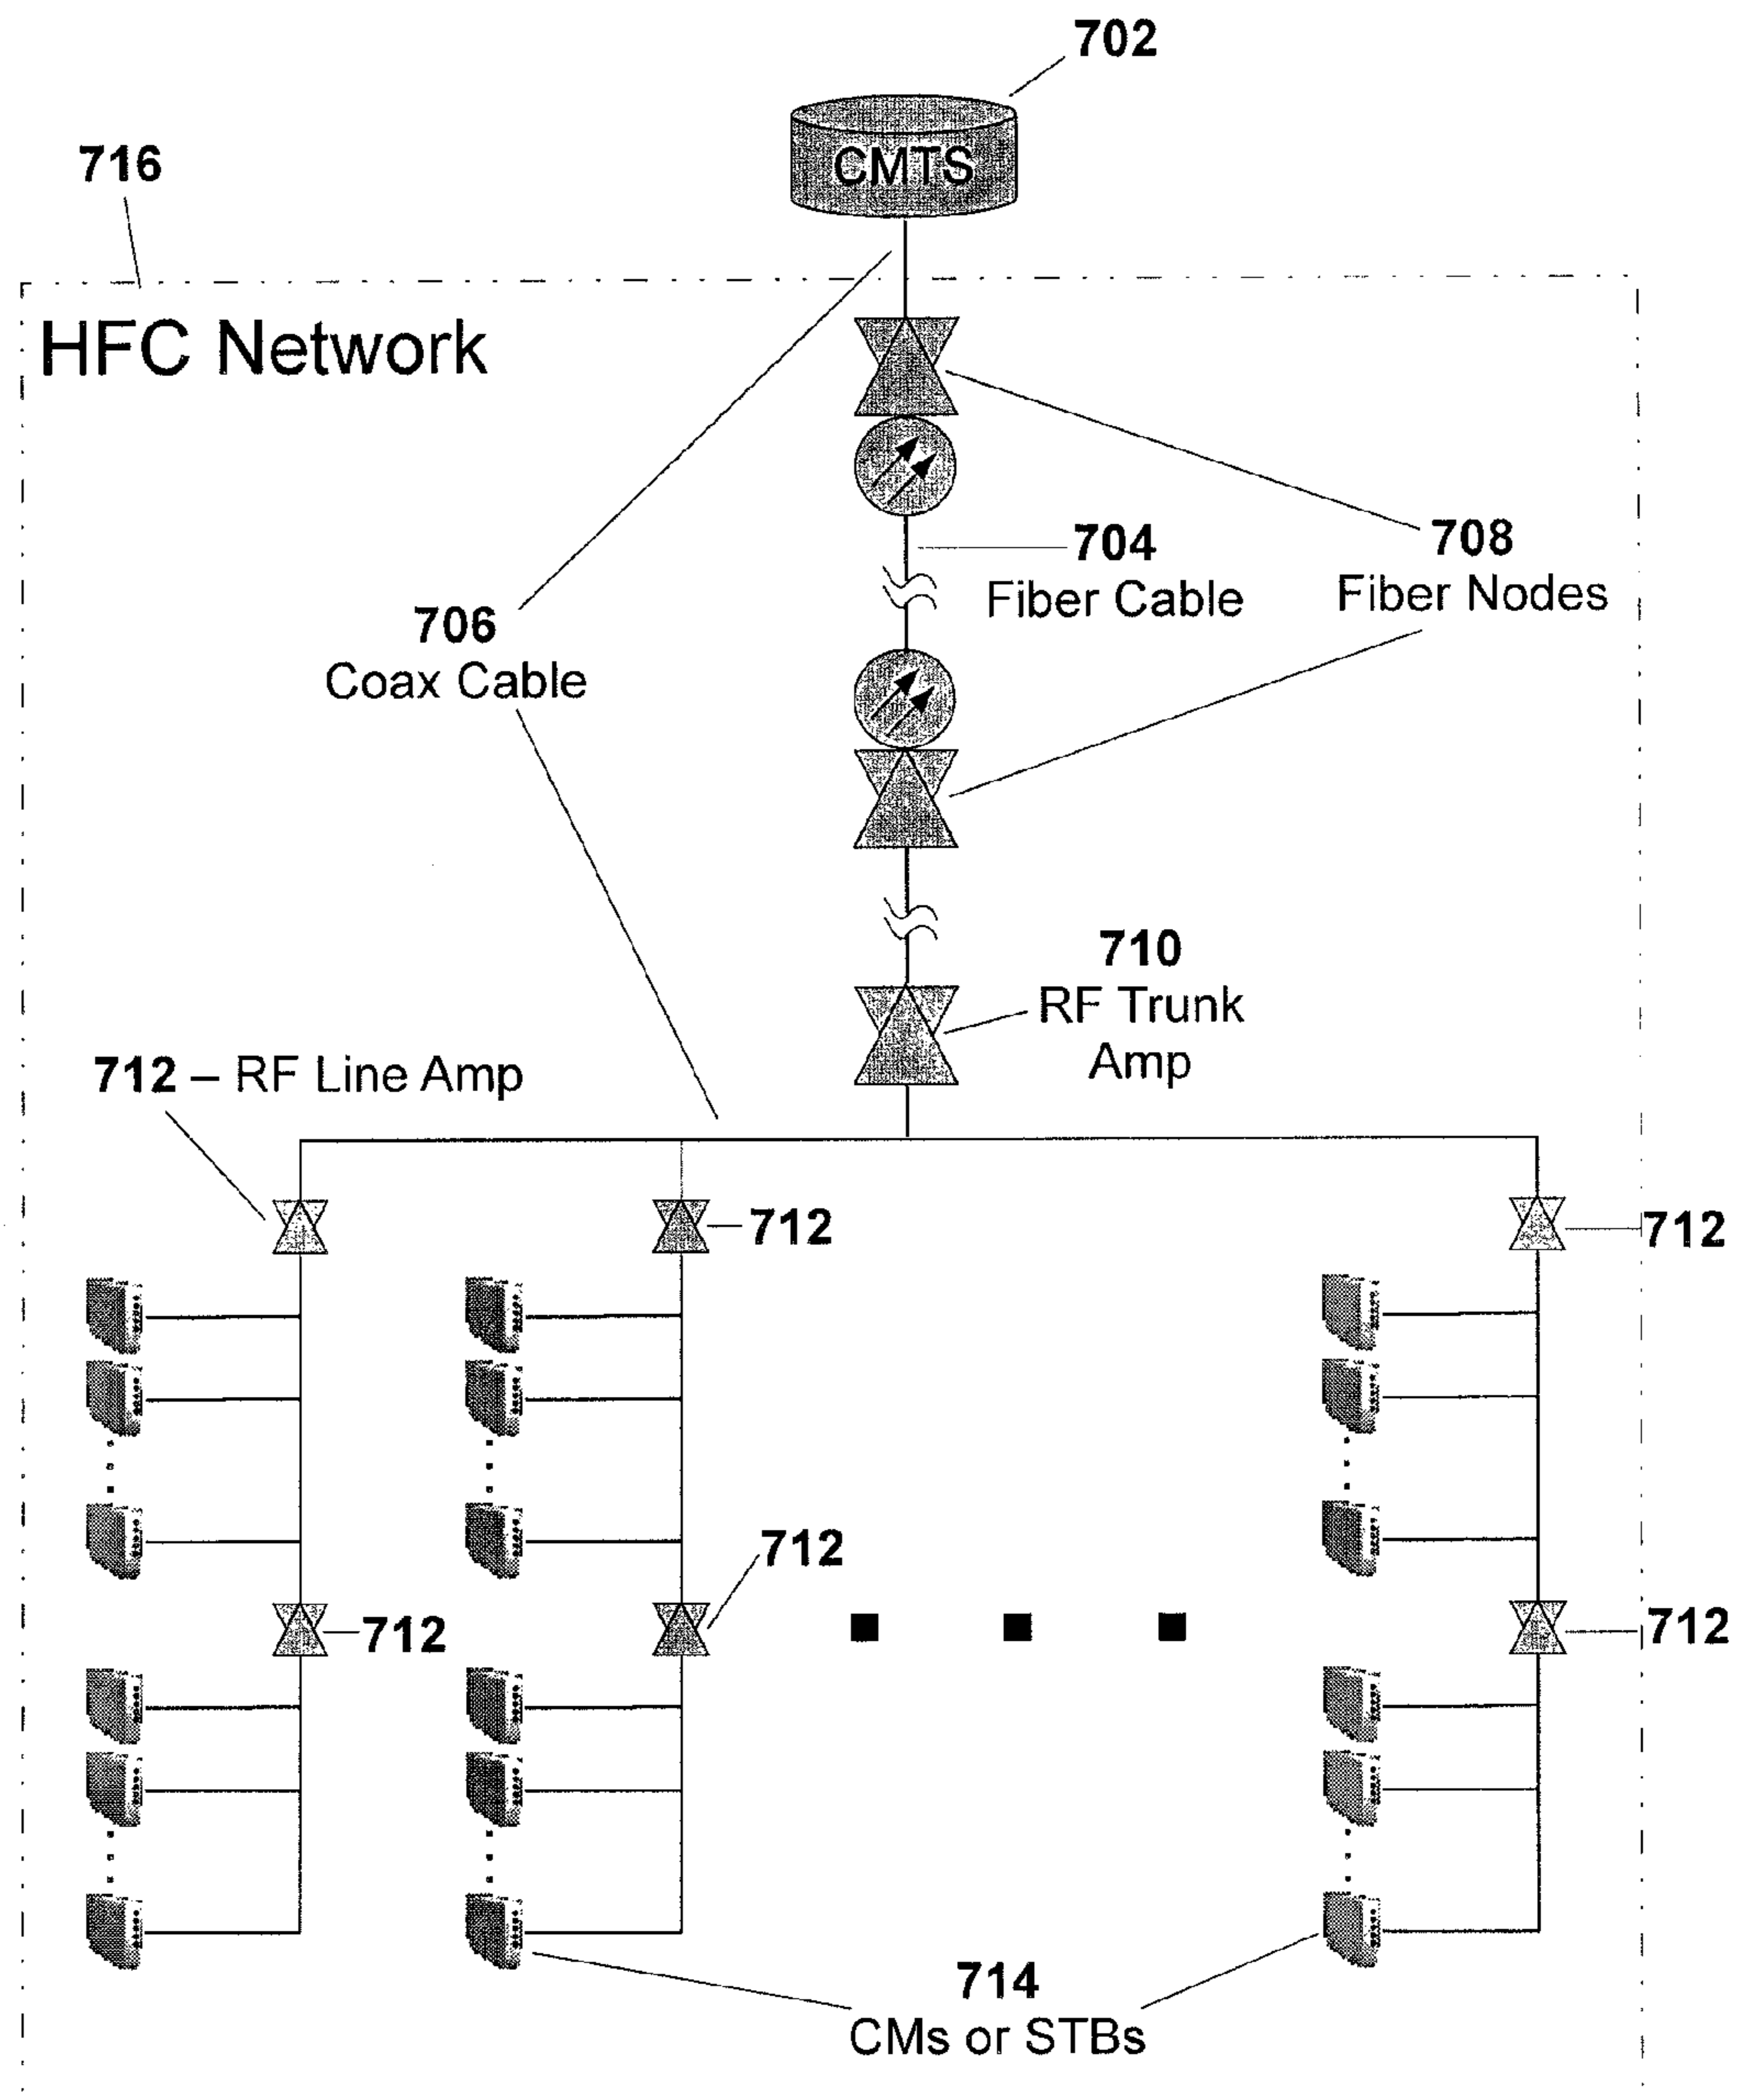 702
CMTS
716
HFC Network
704
Fiber Cable
708
Fiber Nodes
706
Coax Cable
710
RF Trunk
Amp
712 – RF Line Amp
712
712
712
712
712
714
CMs or STBs